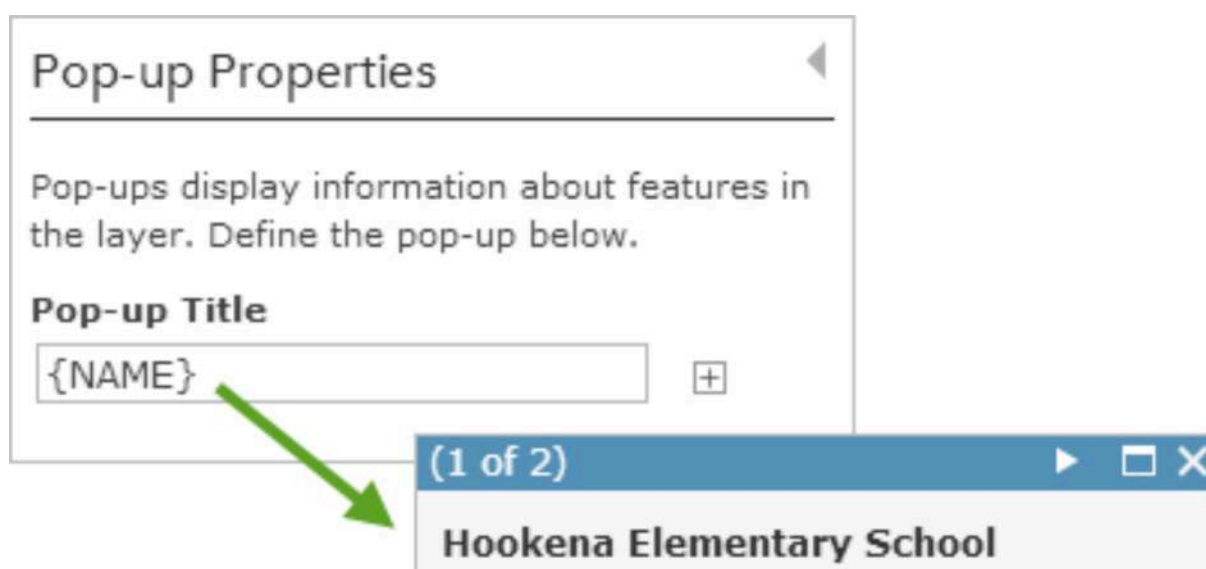 Pop-up Properties
Pop-ups display information about features in
the layer. Define the pop-up below.
Pop-up Title
{NAME}
(1 of 2)
Hookena Elementary School